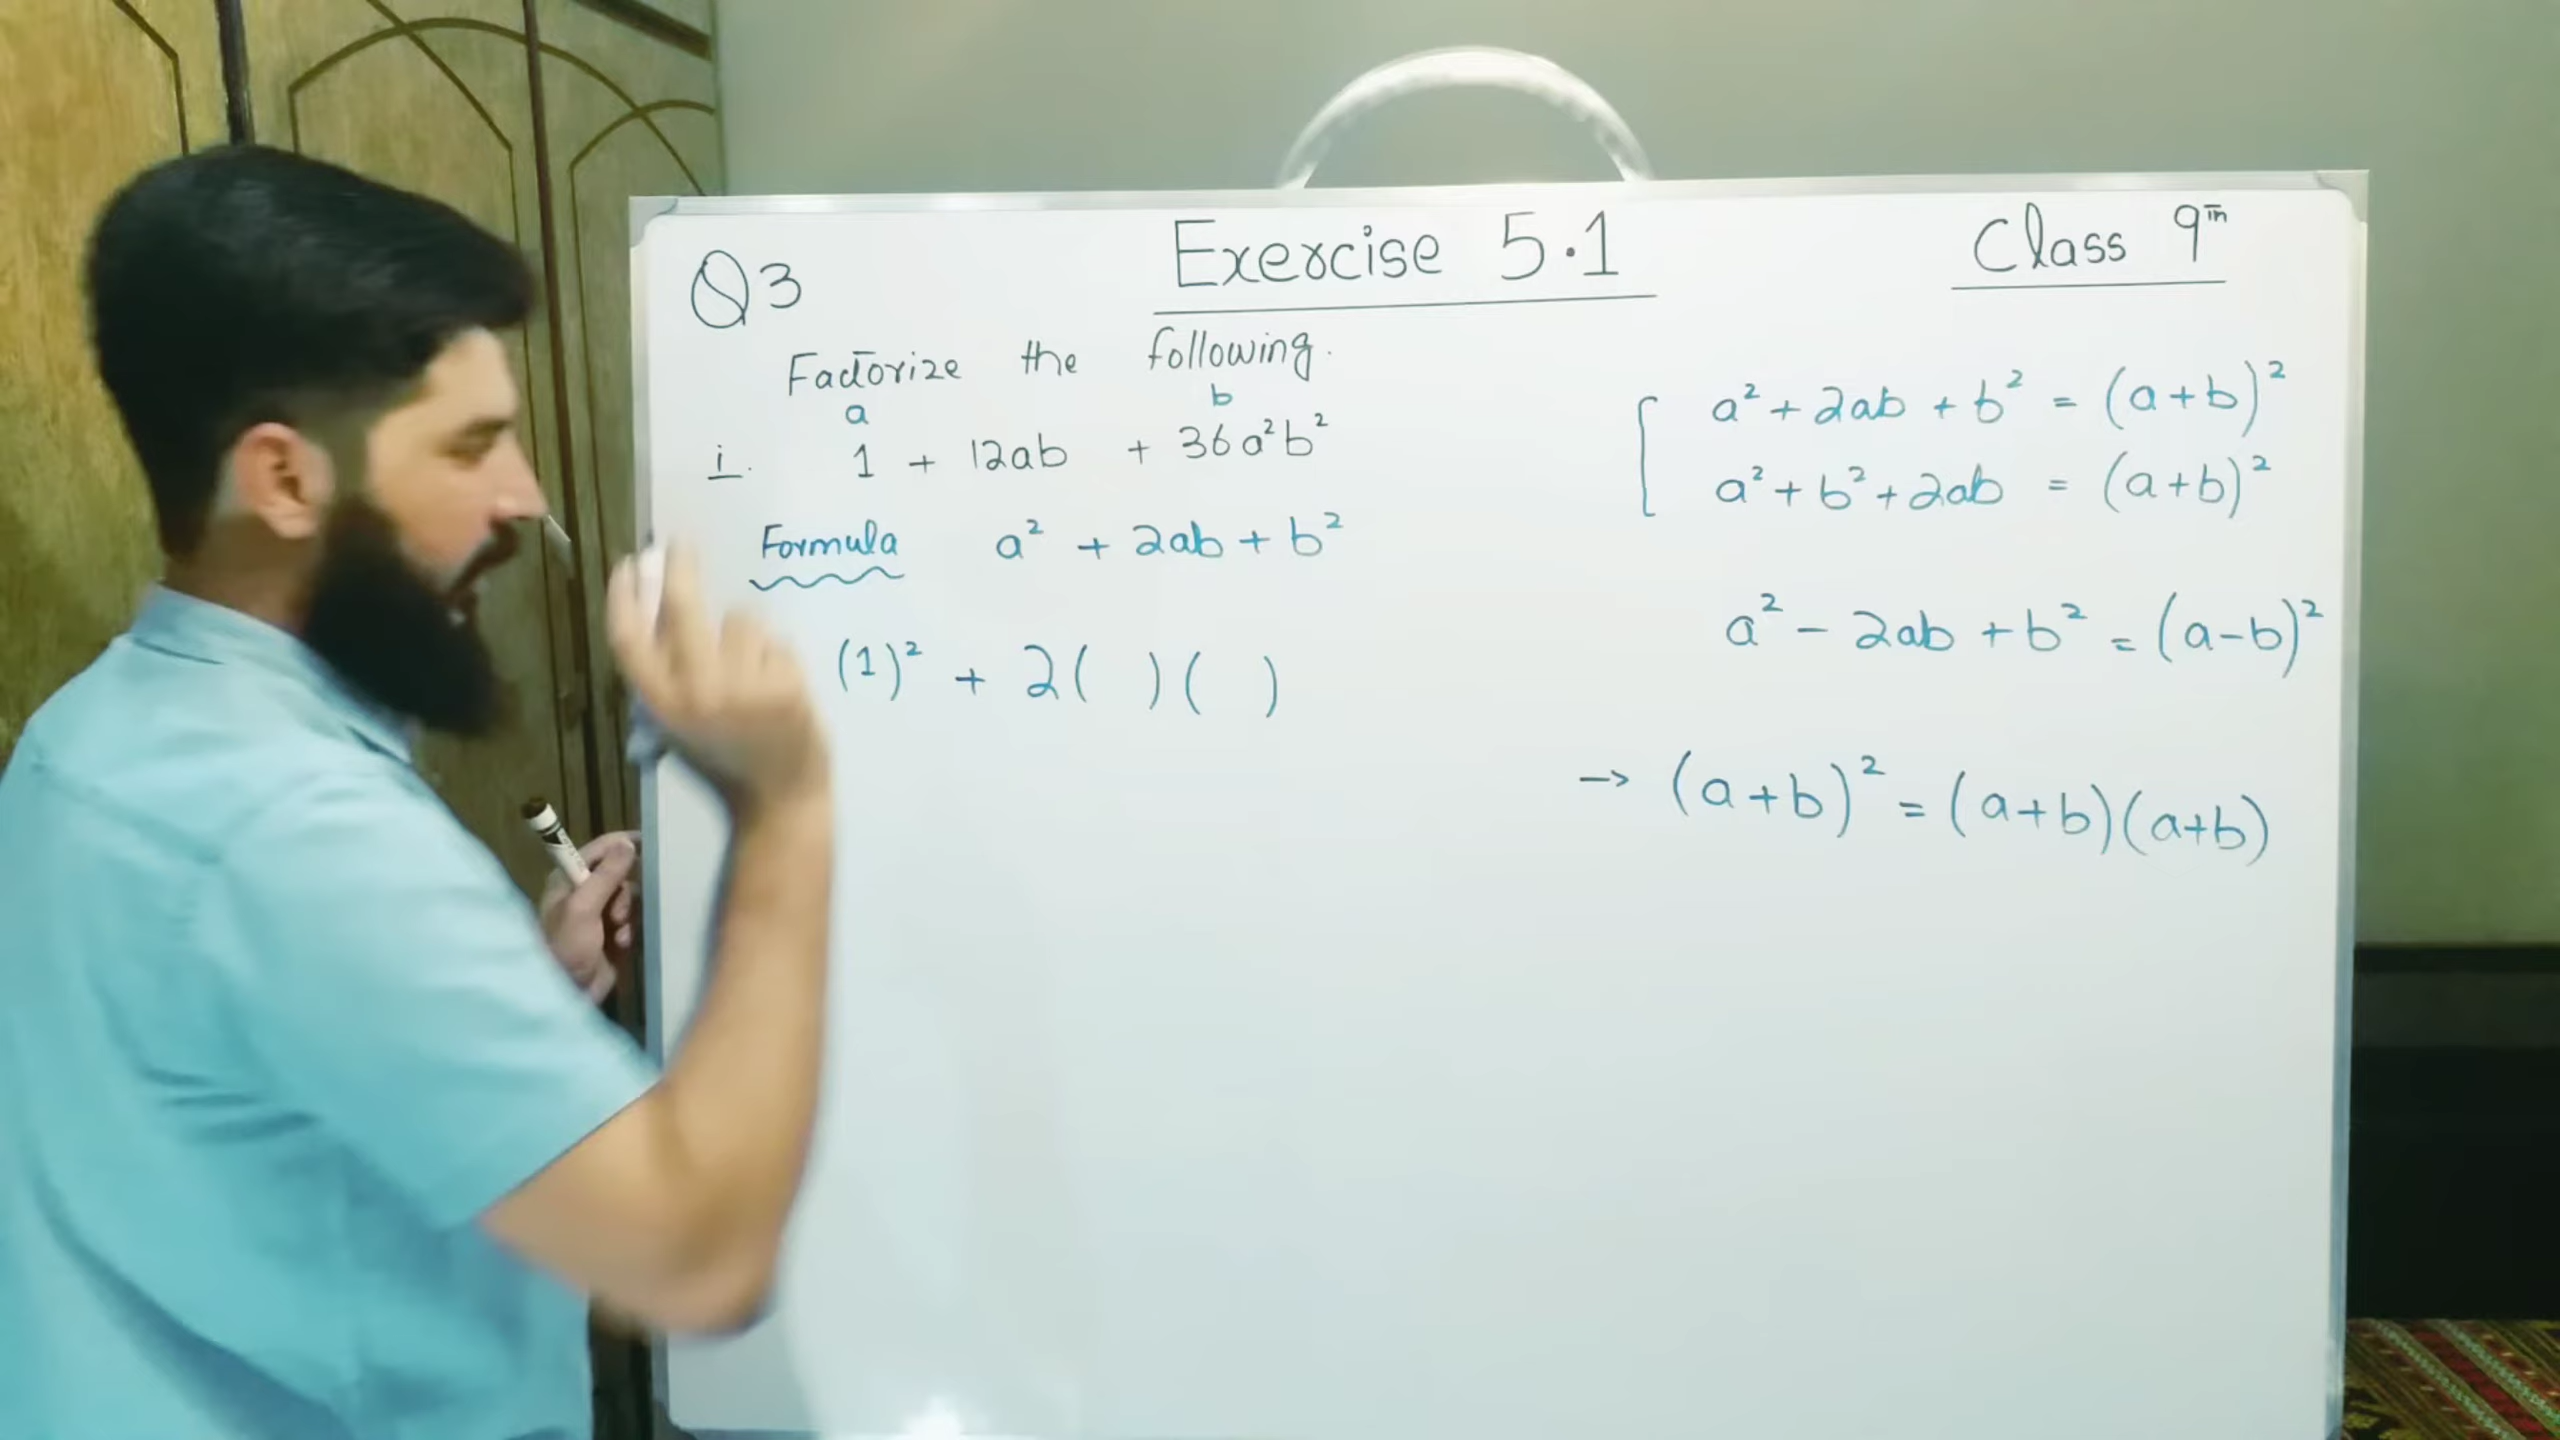 Exercise 5.1
Class 9th
Q3
Factorize the following.
a b
i. 1 + 12ab + 36a²b²
Formula a² + 2ab + b²
(1)² + 2( )( )
a² + 2ab + b² = (a+b)²
a² + b² + 2ab = (a+b)²
a² - 2ab + b² = (a-b)²
→ (a+b)² = (a+b)(a+b)